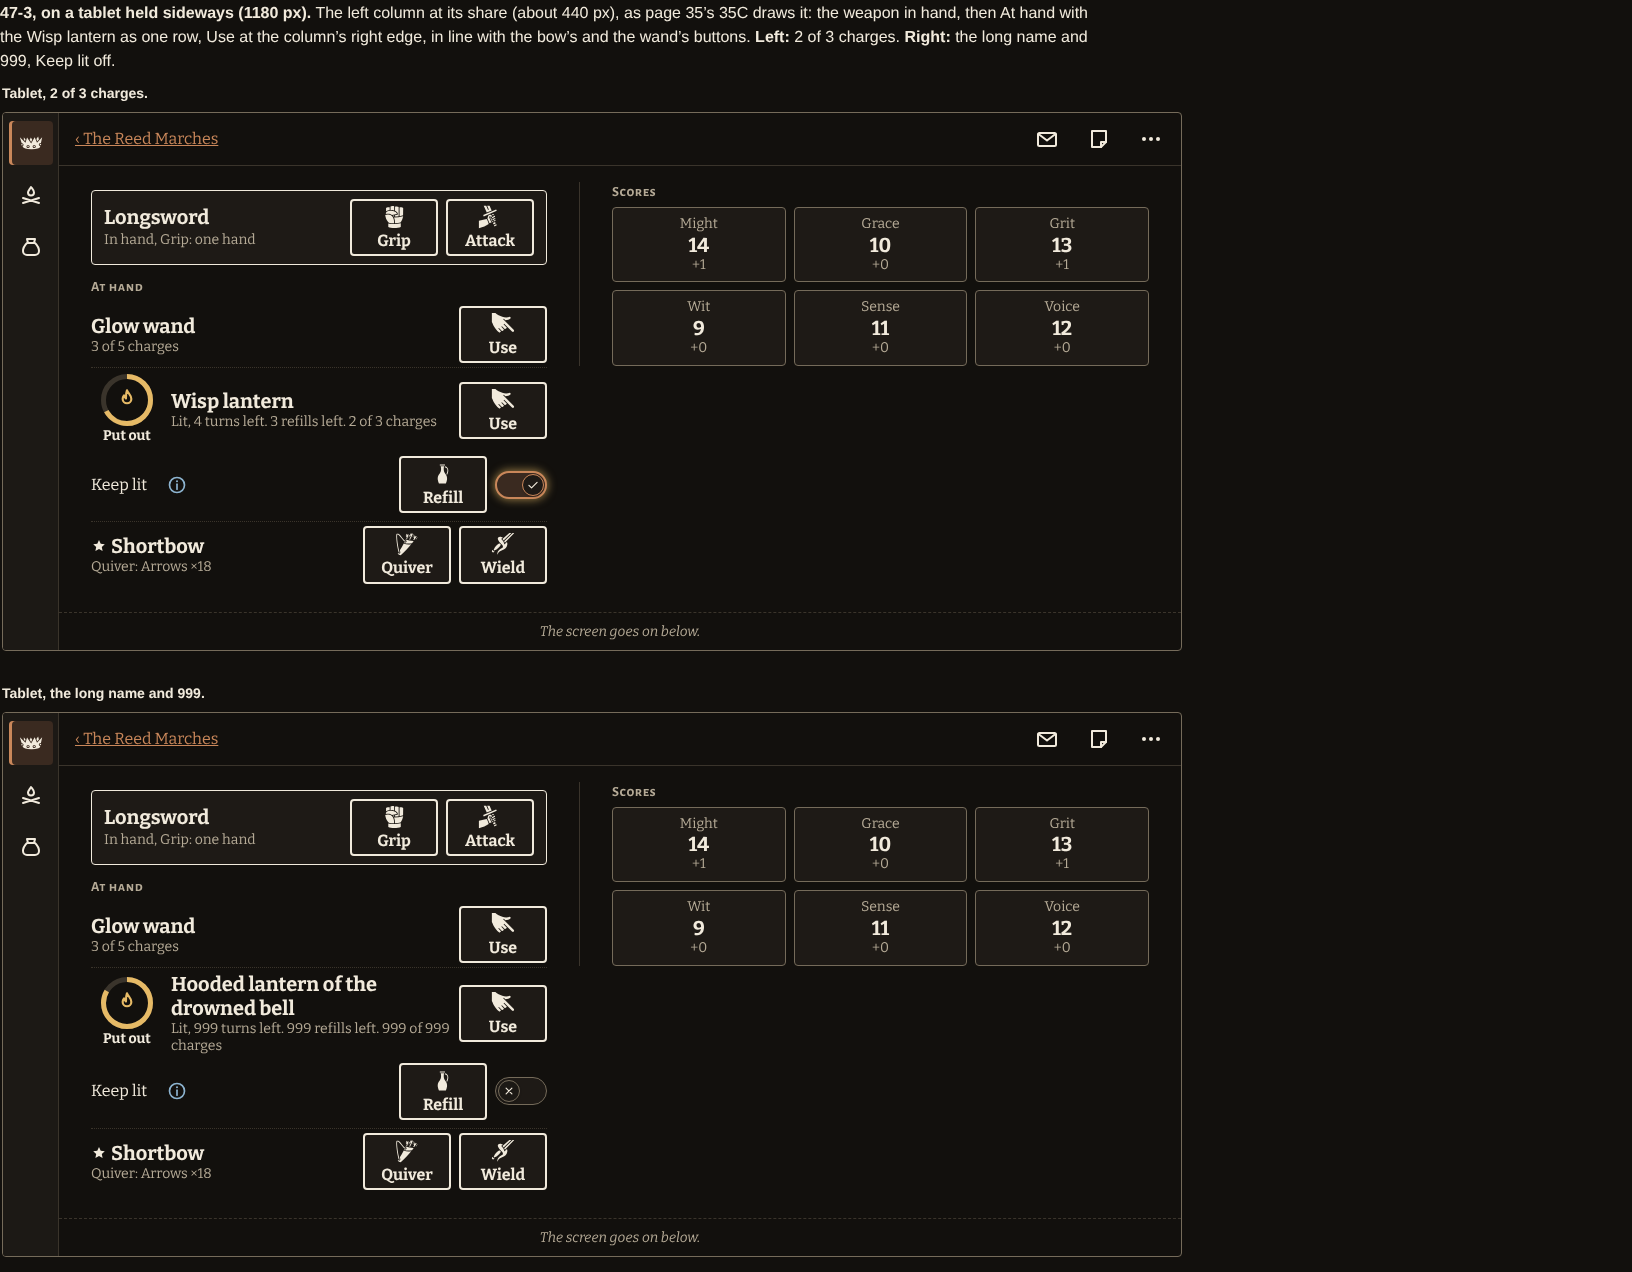 47-3, on a tablet held sideways (1180 px). The left column at its share (about 440 px), as page 35's 35C draws it: the weapon in hand, then At hand with
the Wisp lantern as one row, Use at the column's right edge, in line with the bow's and the wand's buttons. Left: 2 of 3 charges. Right: the long name and
999, Keep lit off.
Tablet, 2 of 3 charges.
‹ The Reed Marches
Longsword
In hand, Grip: one hand
Grip
Attack
At hand
Glow wand
3 of 5 charges
Use
Put out
Wisp lantern
Lit, 4 turns left. 3 refills left. 2 of 3 charges
Use
Keep lit
Refill
Shortbow
Quiver: Arrows ×18
Quiver
Wield
Scores
Might
14
+1
Grace
10
+0
Grit
13
+1
Wit
9
+0
Sense
11
+0
Voice
12
+0
The screen goes on below.
Tablet, the long name and 999.
‹ The Reed Marches
Longsword
In hand, Grip: one hand
Grip
Attack
At hand
Glow wand
3 of 5 charges
Use
Put out
Hooded lantern of the
drowned bell
Lit, 999 turns left. 999 refills left. 999 of 999
charges
Use
Keep lit
Refill
Shortbow
Quiver: Arrows ×18
Quiver
Wield
Scores
Might
14
+1
Grace
10
+0
Grit
13
+1
Wit
9
+0
Sense
11
+0
Voice
12
+0
The screen goes on below.